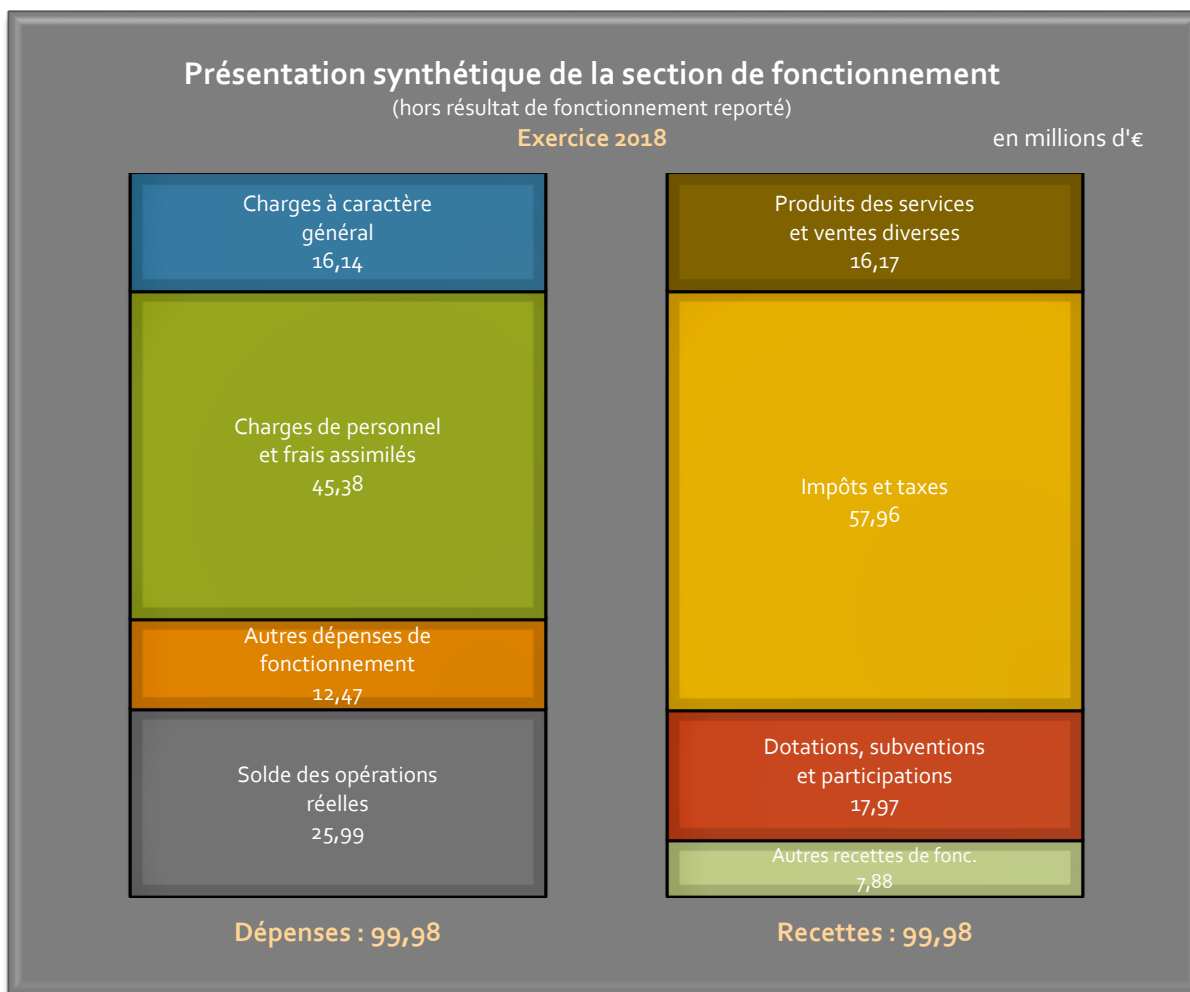 Présentation synthétique de la section de fonctionnement
(hors résultat de fonctionnement reporté)
Exercice 2018
en millions d'€
Charges à caractère
général
16,14
Charges de personnel
et frais assimilés
45,38
Autres dépenses de
fonctionnement
12,47
Solde des opérations
réelles
25,99
Dépenses : 99,98
Produits des services
et ventes diverses
16,17
Impôts et taxes
57,96
Dotations, subventions
et participations
17,97
Autres recettes de fonc.
7,88
Recettes : 99,98